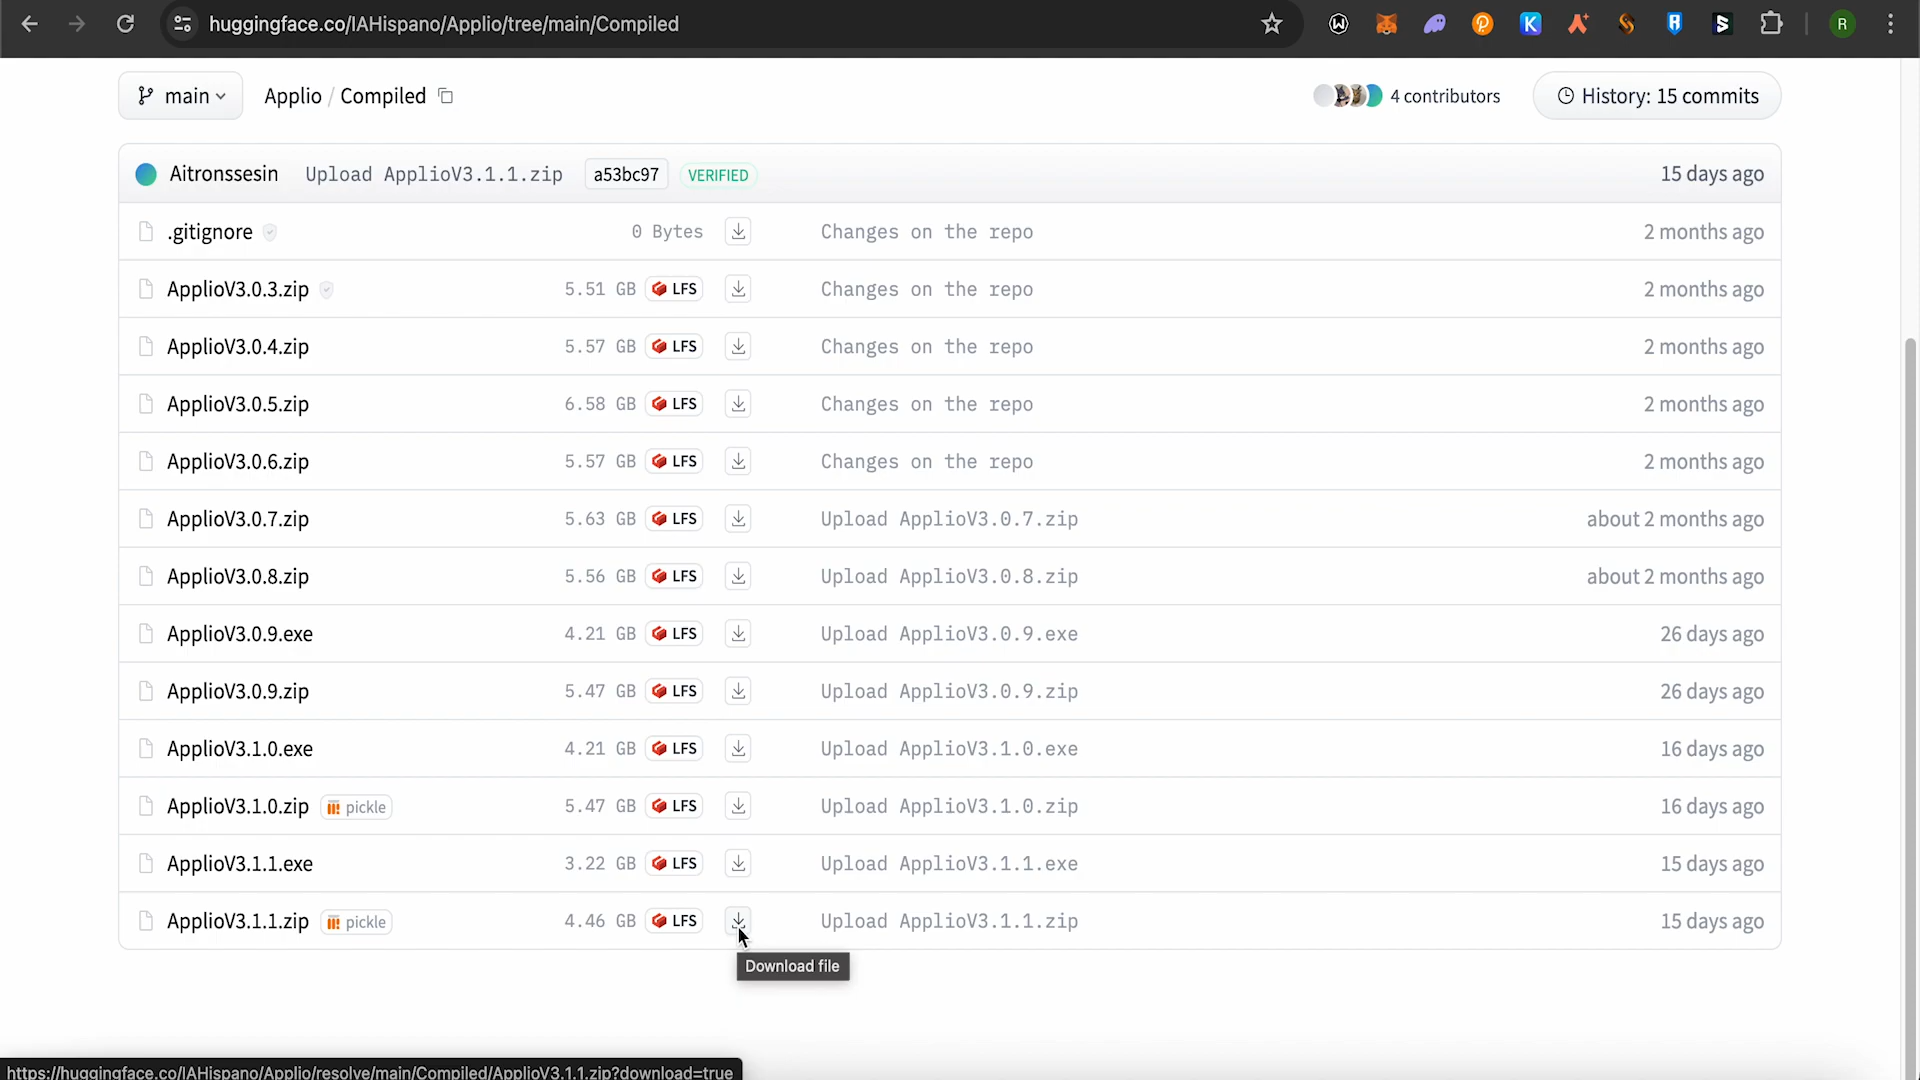 huggingface.co/IAHispano/Applio/tree/main/Compiled
R
main
Applio / Compiled
4 contributors
History: 15 commits
Aitronssesin Upload ApplioV3.1.1.zip a53bc97 VERIFIED 15 days ago
.gitignore 0 Bytes Changes on the repo 2 months ago
ApplioV3.0.3.zip 5.51 GB LFS Changes on the repo 2 months ago
ApplioV3.0.4.zip 5.57 GB LFS Changes on the repo 2 months ago
ApplioV3.0.5.zip 6.58 GB LFS Changes on the repo 2 months ago
ApplioV3.0.6.zip 5.57 GB LFS Changes on the repo 2 months ago
ApplioV3.0.7.zip 5.63 GB LFS Upload ApplioV3.0.7.zip about 2 months ago
ApplioV3.0.8.zip 5.56 GB LFS Upload ApplioV3.0.8.zip about 2 months ago
ApplioV3.0.9.exe 4.21 GB LFS Upload ApplioV3.0.9.exe 26 days ago
ApplioV3.0.9.zip 5.47 GB LFS Upload ApplioV3.0.9.zip 26 days ago
ApplioV3.1.0.exe 4.21 GB LFS Upload ApplioV3.1.0.exe 16 days ago
ApplioV3.1.0.zip pickle 5.47 GB LFS Upload ApplioV3.1.0.zip 16 days ago
ApplioV3.1.1.exe 3.22 GB LFS Upload ApplioV3.1.1.exe 15 days ago
ApplioV3.1.1.zip pickle 4.46 GB LFS Upload ApplioV3.1.1.zip 15 days ago
Download file
https://huggingface.co/IAHispano/Applio/resolve/main/Compiled/ApplioV3.1.1.zip?download=true